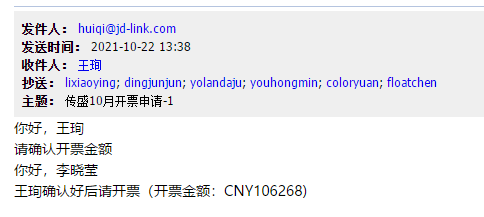 发件人： huiqi@jd-link.com
发送时间： 2021-10-22 13:38
收件人： 王珣
抄送： lixiaoying; dingjunjun; yolandaju; youhongmin; coloryuan; floatchen
主题： 传盛10月开票申请-1
你好，王珣
请确认开票金额
你好，李晓莹
王珣确认好后请开票（开票金额：CNY106268)